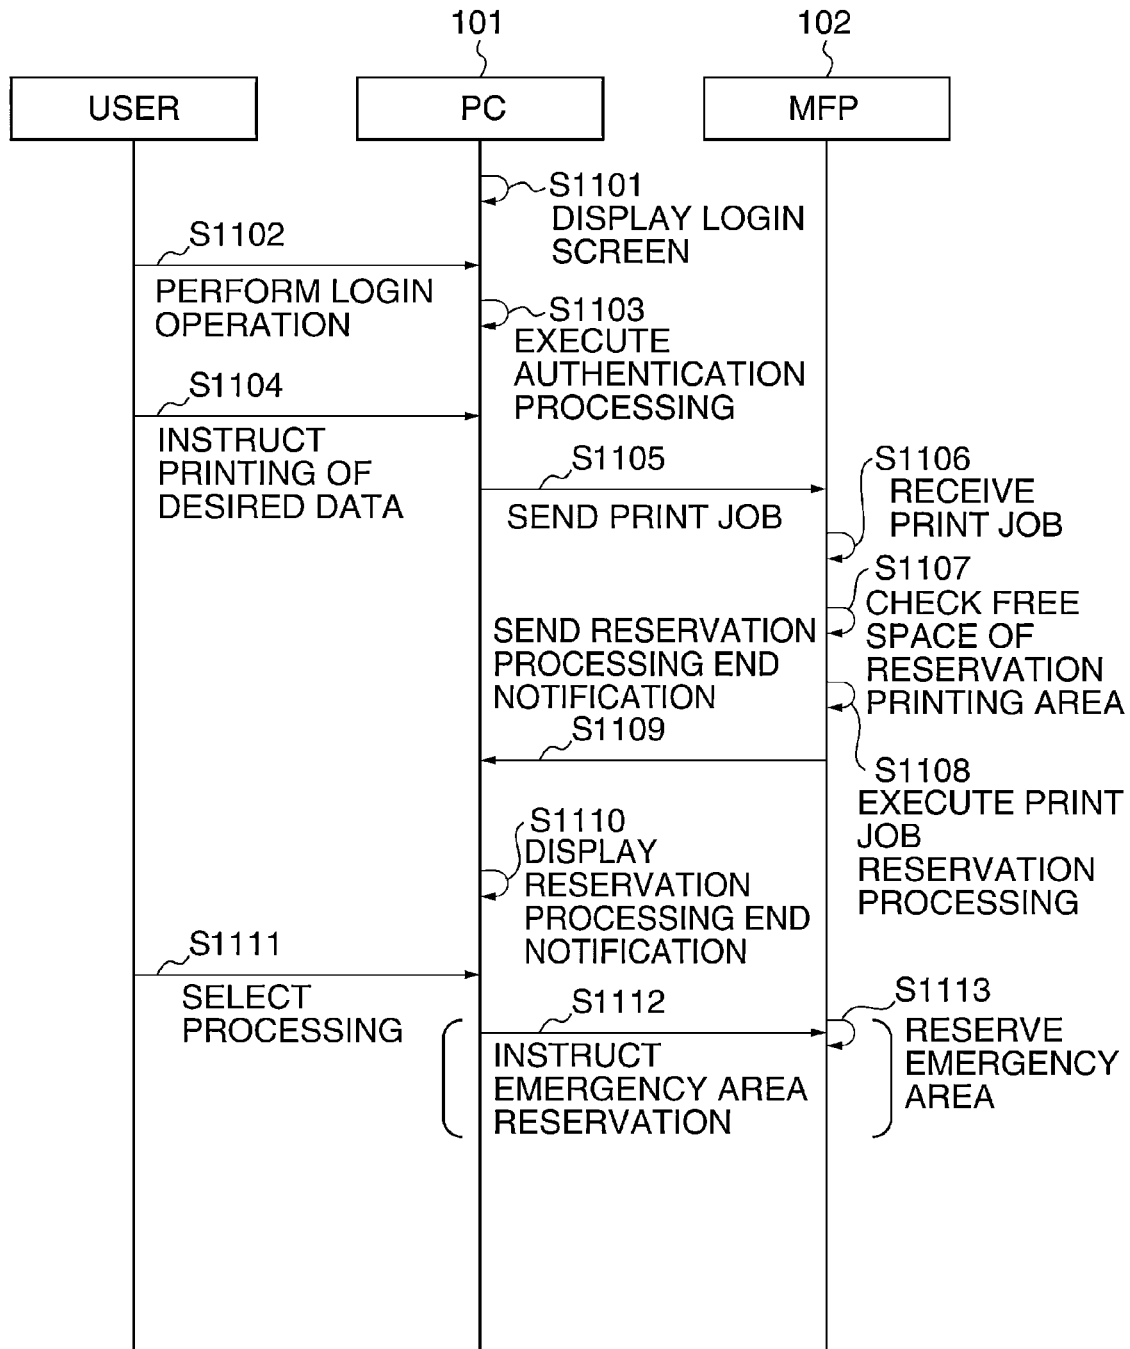 101
102
USER
PC
MFP
S1101
DISPLAY LOGIN
SCREEN
S1102
PERFORM LOGIN
OPERATION
S1103
EXECUTE
AUTHENTICATION
PROCESSING
S1104
INSTRUCT
PRINTING OF
DESIRED DATA
S1105
SEND PRINT JOB
S1106
RECEIVE
PRINT JOB
S1107
CHECK FREE
SPACE OF
RESERVATION
PRINTING AREA
S1108
EXECUTE PRINT
JOB
RESERVATION
PROCESSING
SEND RESERVATION
PROCESSING END
NOTIFICATION
S1109
S1110
DISPLAY
RESERVATION
PROCESSING END
NOTIFICATION
S1111
SELECT
PROCESSING
S1112
INSTRUCT
EMERGENCY AREA
RESERVATION
S1113
RESERVE
EMERGENCY
AREA